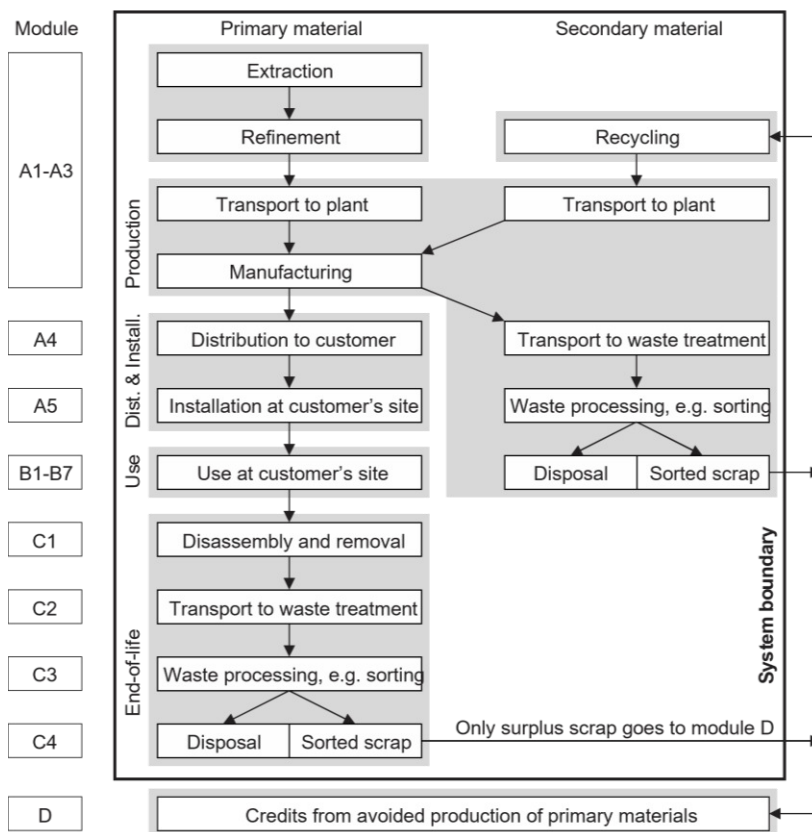 Module
Primary material
Secondary material
Extraction
Refinement
Recycling
A1-A3
Transport to plant
Transport to plant
Production
Manufacturing
A4
Distribution to customer
Transport to waste treatment
Dist. & Install.
A5
Installation at customer's site
Waste processing, e.g. sorting
B1-B7
Use
Use at customer's site
Disposal
Sorted scrap
C1
Disassembly and removal
System boundary
C2
Transport to waste treatment
End-of-life
C3
Waste processing, e.g. sorting
C4
Disposal
Sorted scrap
Only surplus scrap goes to module D
D
Credits from avoided production of primary materials